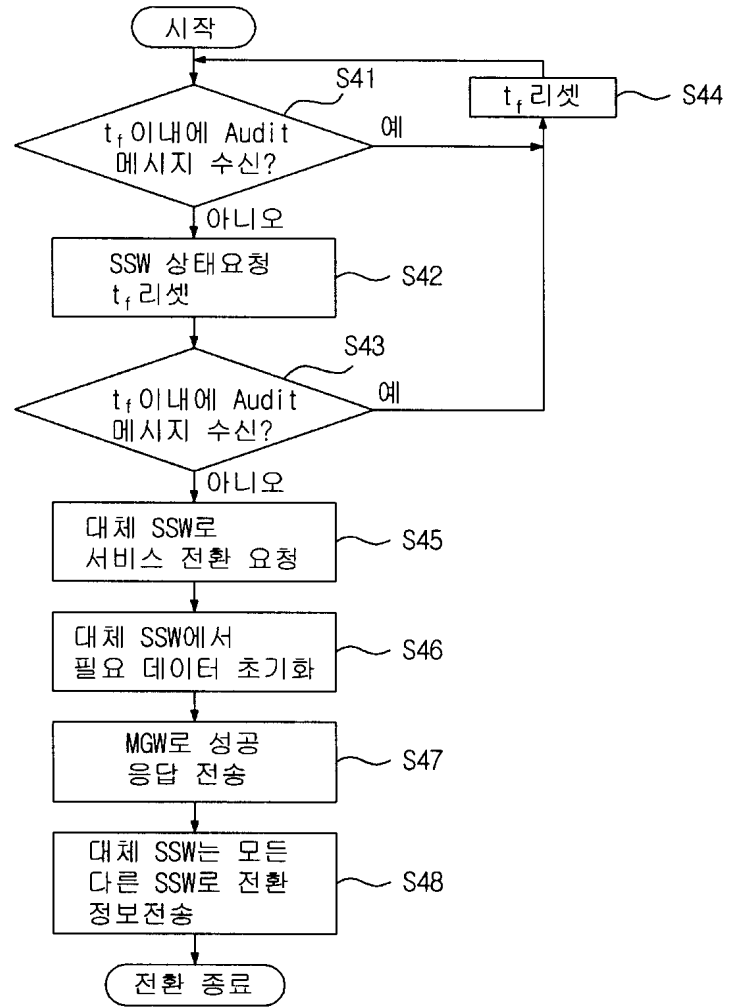 시작
S41
t_f 리셋
S44
t_f 이내에 Audit
메시지 수신?
예
아니오
SSW 상태요청
t_f 리셋
S42
S43
t_f 이내에 Audit
메시지 수신?
예
아니오
대체 SSW로
서비스 전환 요청
S45
대체 SSW에서
필요 데이터 초기화
S46
MGW로 성공
응답 전송
S47
대체 SSW는 모든
다른 SSW로 전환
정보전송
S48
전환 종료